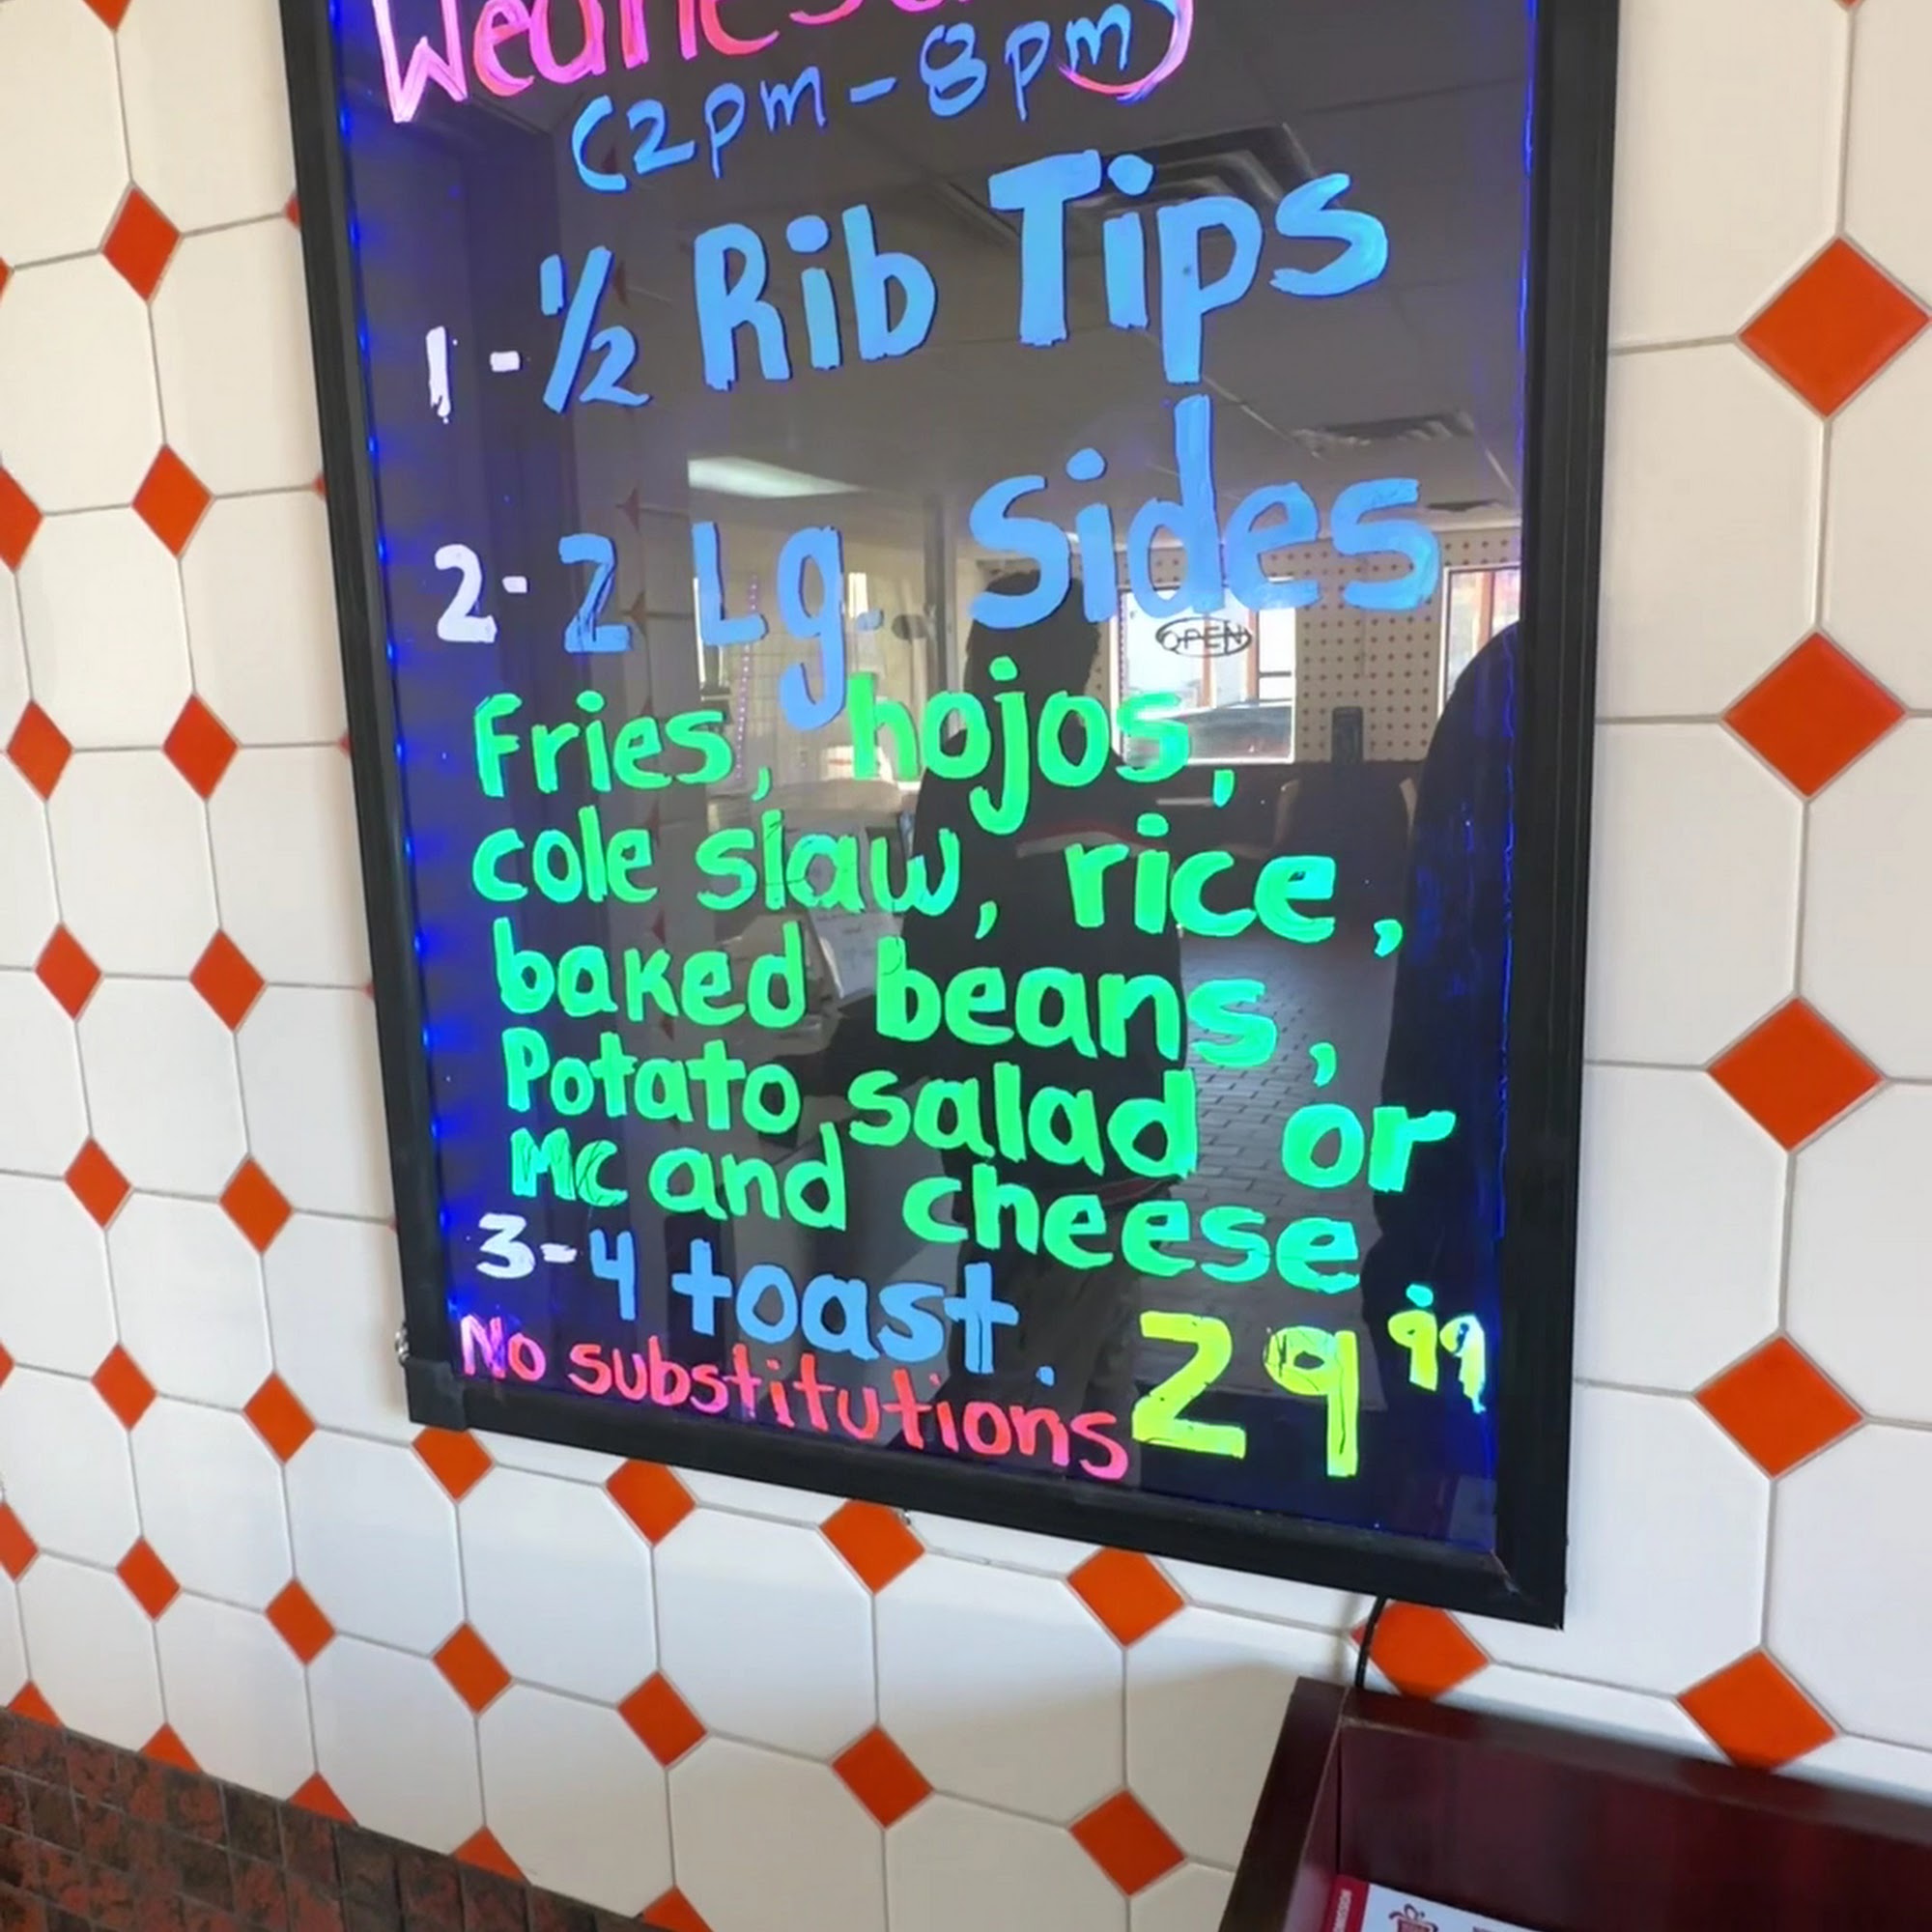 Wednesday
(2pm-8pm)
1-½ Rib Tips
2-2 Lg. Sides
Fries, hojos,
cole slaw, rice,
baked beans,
Potato salad or
Mc and cheese.
3-4 toast.
No substitutions 29 99
OPEN